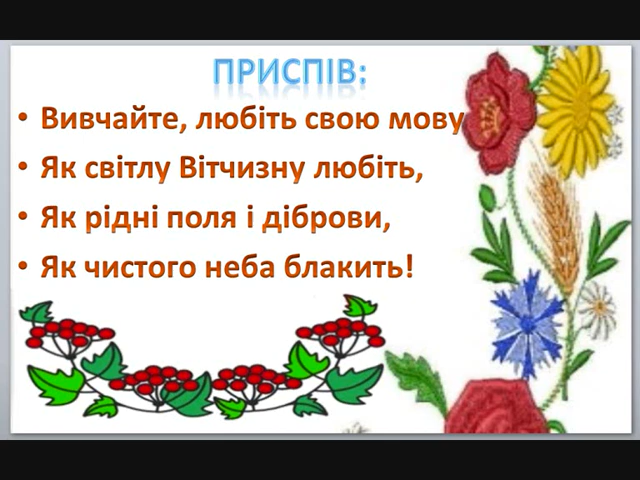 ПРИСПІВ:
• Вивчайте, любіть свою мову
• Як світлу Вітчизну любіть,
• Як рідні поля і діброви,
• Як чистого неба блакить!